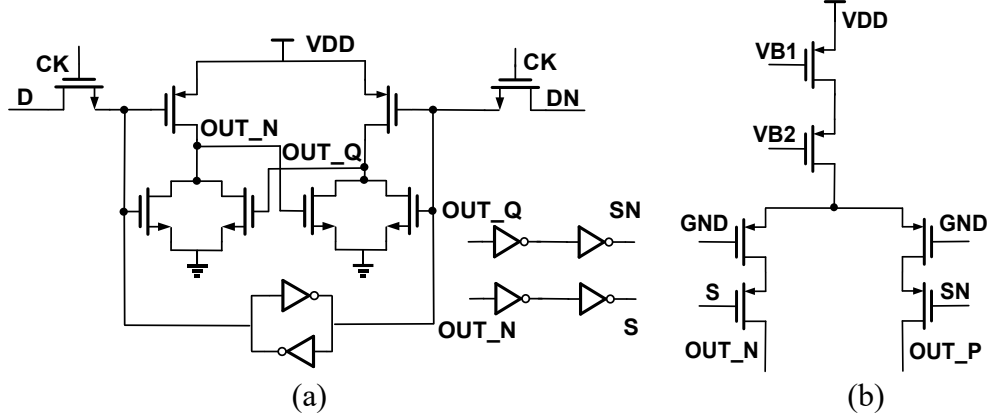 VDD
CK
D
OUT_N
OUT_Q
CK
DN
OUT_Q
SN
OUT_N
S
(a)
VDD
VB1
VB2
GND
GND
S
SN
OUT_N
OUT_P
(b)